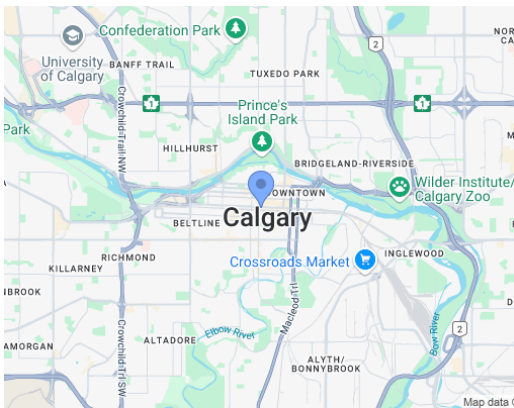 Confederation Park
2
NOR
CA
University
of Calgary
BANFF TRAIL
TUXEDO PARK
Crowchild-Trail NW
1
1
Prince's
Island Park
Park
HILLHURST
BRIDGELAND-RIVERSIDE
DOWNTOWN
Wilder Institute/
Calgary Zoo
BELTLINE
Calgary
RICHMOND
Crossroads Market
INGLEWOOD
KILLARNEY
NBROOK
Macleod Trl
Bow River
Crowchild Trl SW
Elbow River
2
ALTADORE
AMORGAN
ALYTH/
BONNYBROOK
D
Map data